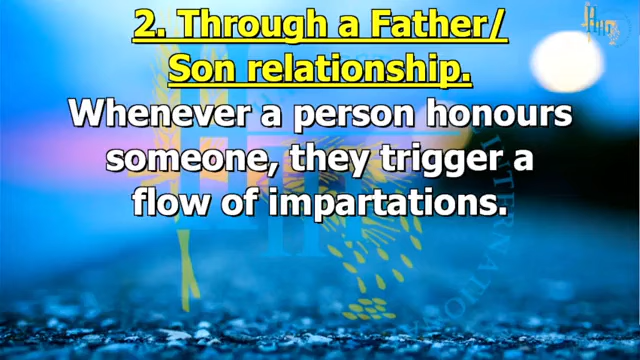 2. Through a Father/
Son relationship.
Whenever a person honours
someone, they trigger a
flow of impartations.